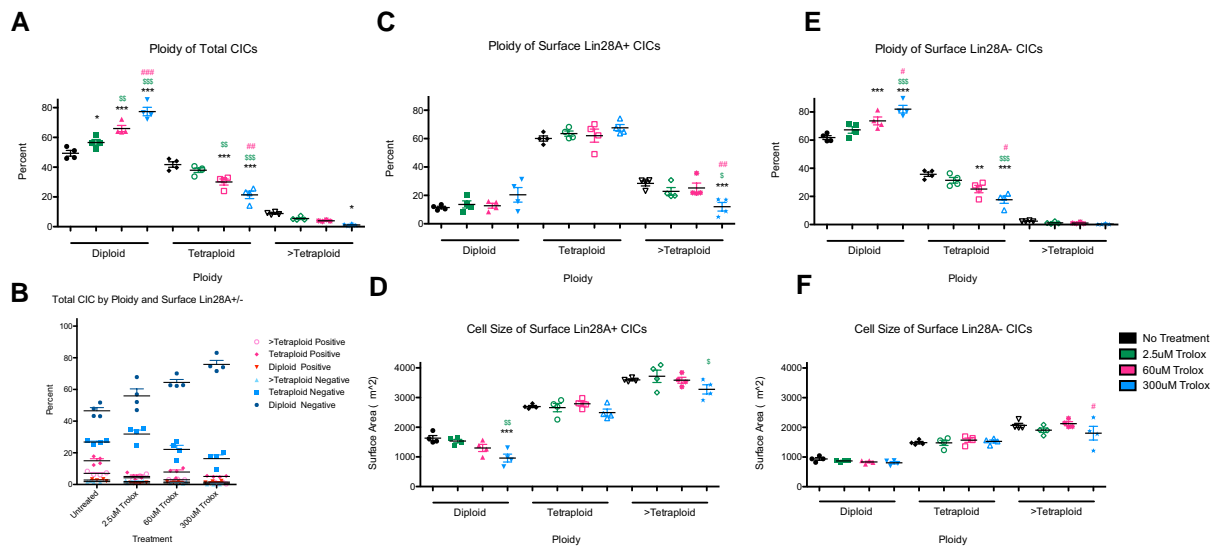 A
Ploidy of Total CICs
Percent
80
60
40
20
0
*
$$
***
###
$$$
***
$$
***
##
$$$
***
*
Diploid
Tetraploid
>Tetraploid
Ploidy
B
Total CIC by Ploidy and Surface Lin28A+/-
Percent
100
80
60
40
20
0
Untreated
2.5uM Trolox
60uM Trolox
300uM Trolox
Treatment
>Tetraploid Positive
Tetraploid Positive
Diploid Positive
>Tetraploid Negative
Tetraploid Negative
Diploid Negative
C
Ploidy of Surface Lin28A+ CICs
Percent
80
60
40
20
0
##
$
***
Diploid
Tetraploid
>Tetraploid
Ploidy
D
Cell Size of Surface Lin28A+ CICs
Surface Area ( m^2)
4000
3000
2000
1000
0
$$
***
$
Diploid
Tetraploid
>Tetraploid
Ploidy
E
Ploidy of Surface Lin28A- CICs
Percent
80
60
40
20
0
***
#
$$$
***
**
#
$$$
***
Diploid
Tetraploid
>Tetraploid
Ploidy
F
Cell Size of Surface Lin28A- CICs
Surface Area ( m^2)
4000
3000
2000
1000
0
#
Diploid
Tetraploid
>Tetraploid
Ploidy
No Treatment
2.5uM Trolox
60uM Trolox
300uM Trolox